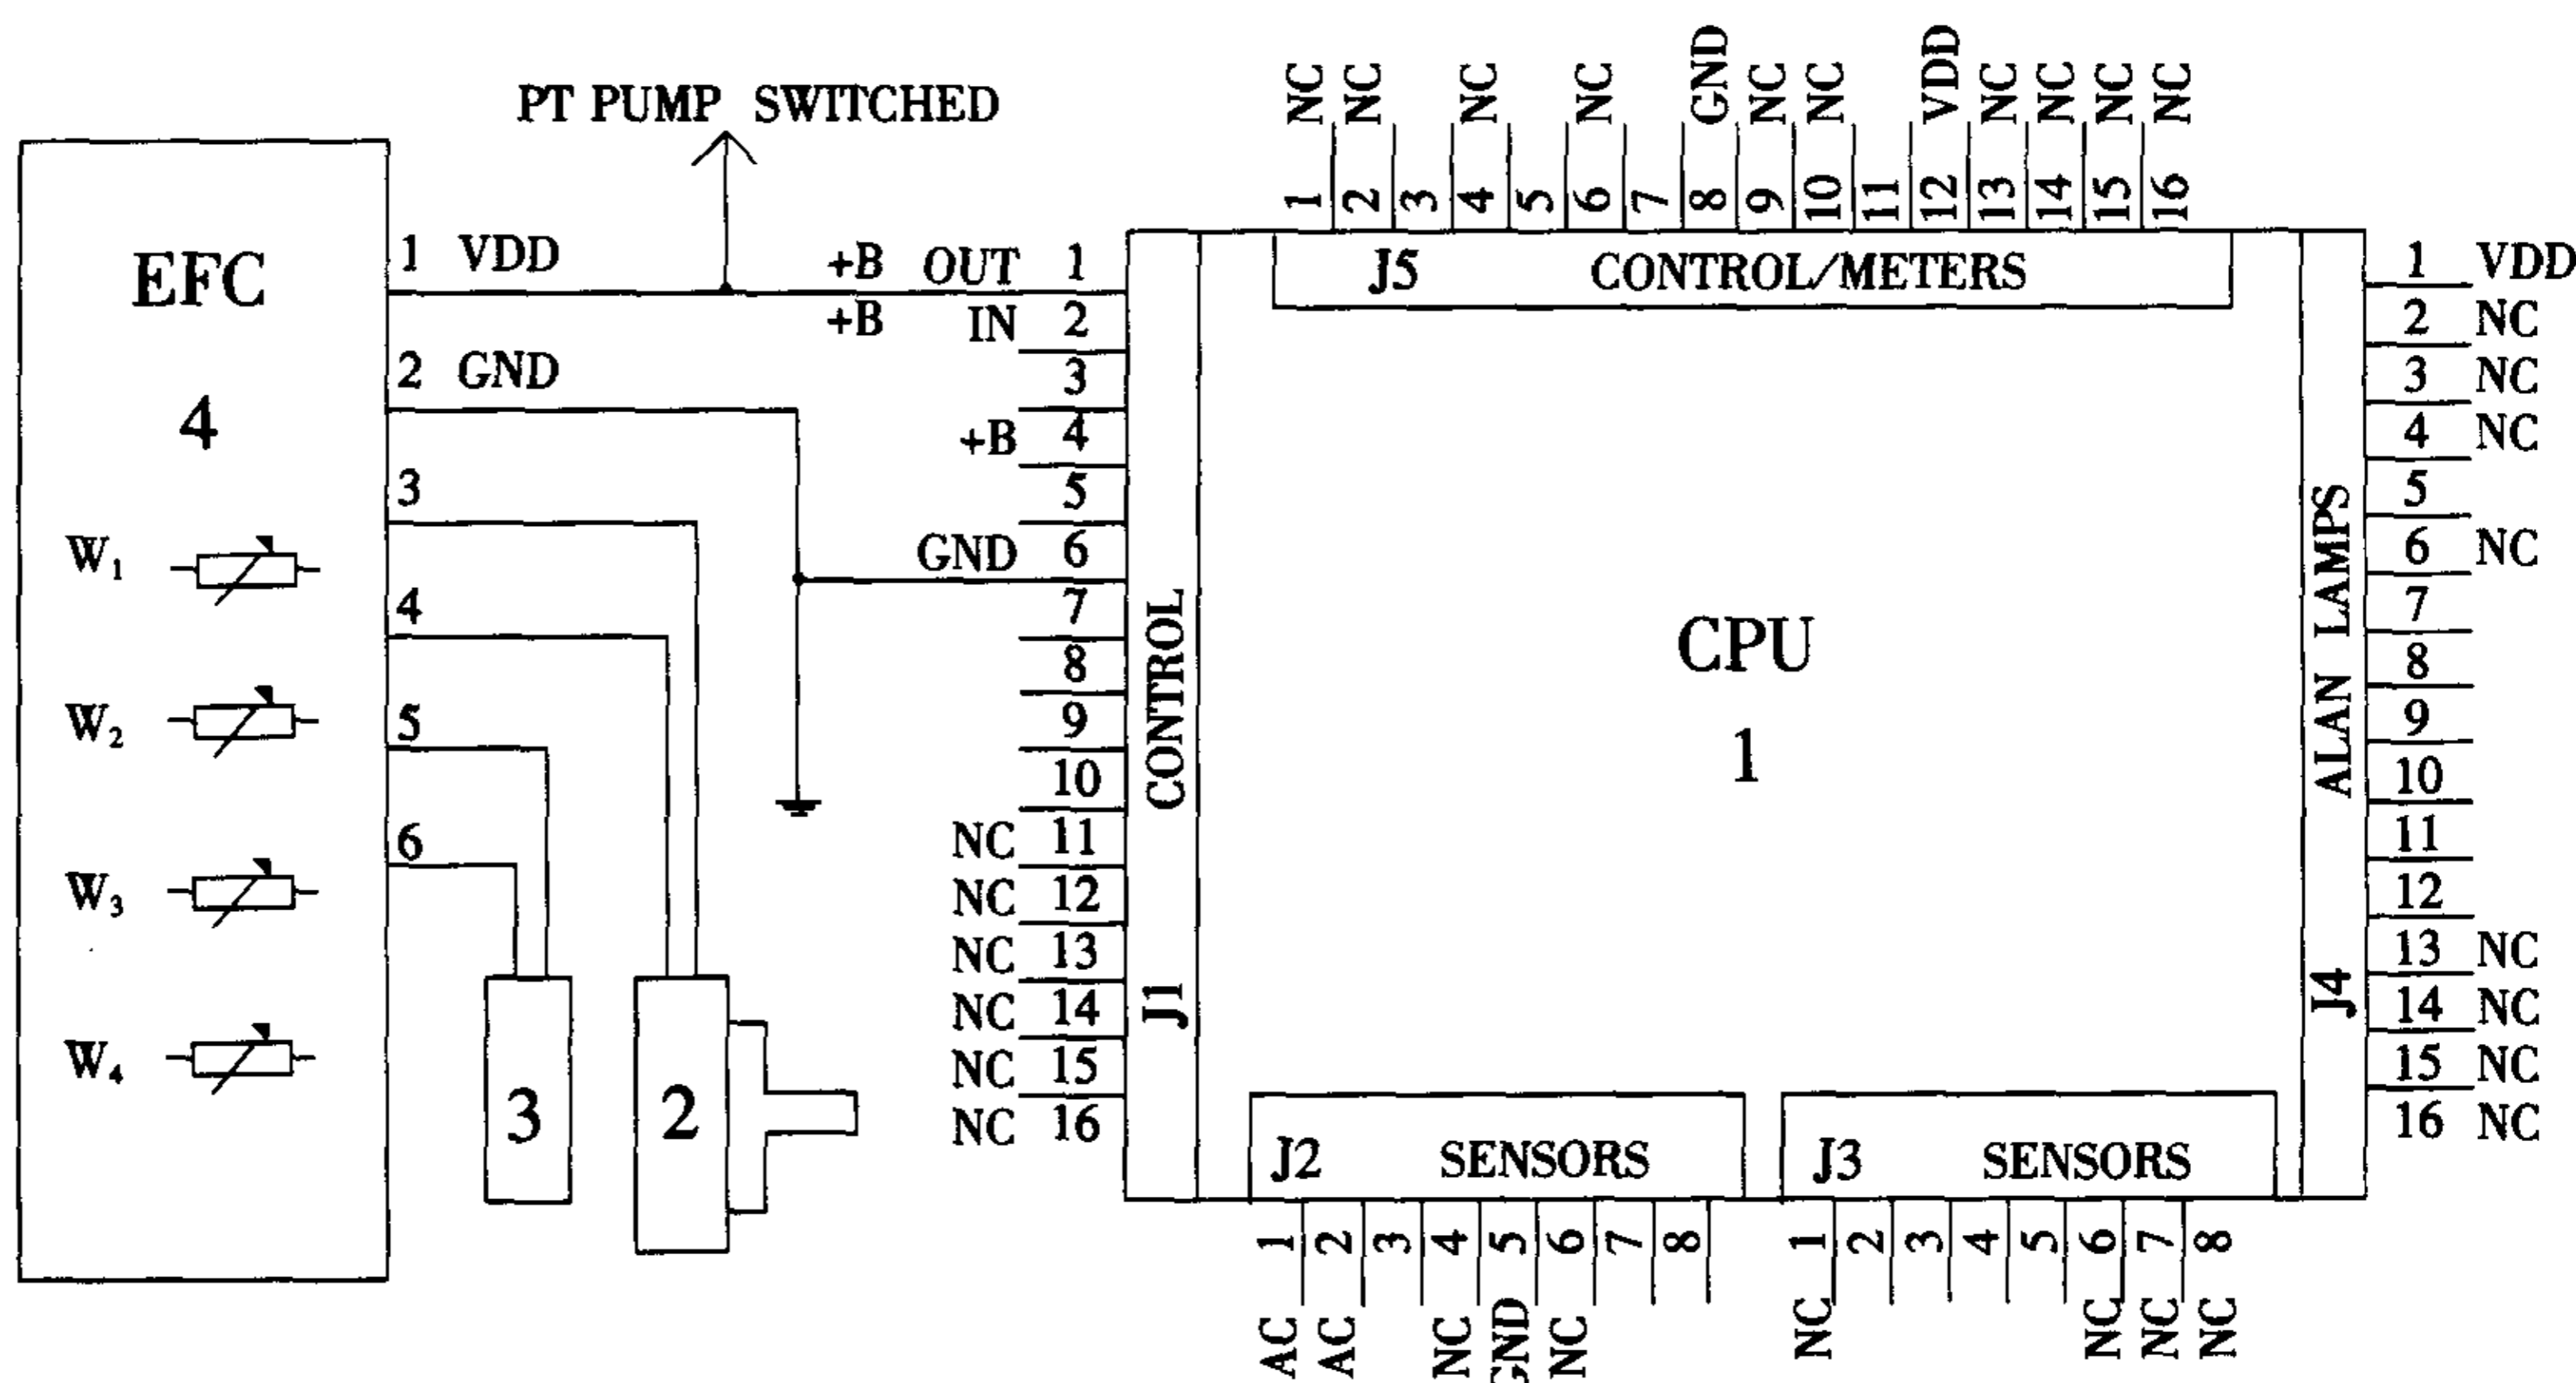 PT PUMP SWITCHED
EFC
4
W₁
W₂
W₃
W₄
1 VDD
2 GND
3
4
5
6
3
2
+B OUT 1
+B IN 2
3
+B 4
5
GND 6
7
8
9
10
NC 11
NC 12
NC 13
NC 14
NC 15
NC 16
CONTROL
J1
NC 1
NC 2
3
NC 4
5
NC 6
7
GND 8
NC 9
NC 10
11
VDD 12
NC 13
NC 14
NC 15
NC 16
J5 CONTROL/METERS
CPU
1
ALAN LAMPS
J4
1 VDD
2 NC
3 NC
4 NC
5
6 NC
7
8
9
10
11
12
13 NC
14 NC
15 NC
16 NC
J2 SENSORS
1 AC
2 AC
3
4 NC
5 GND
6 NC
7
8
J3 SENSORS
1 NC
2
3
4
5
6 NC
7 NC
8 NC